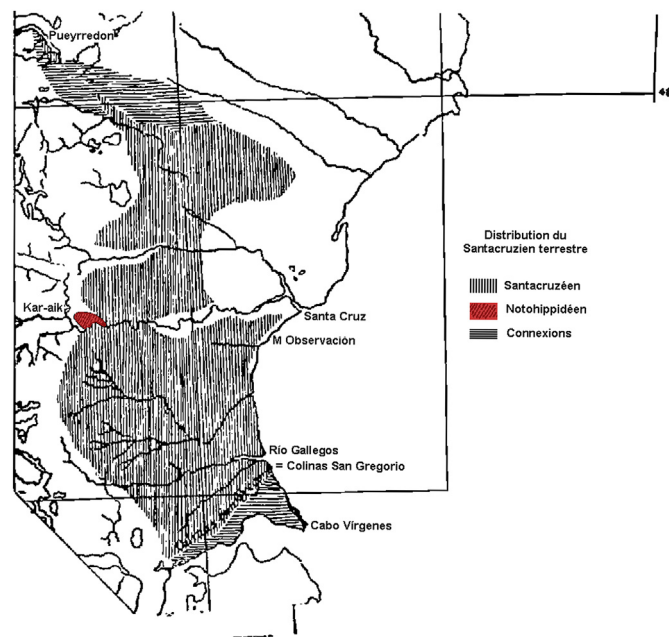 Pueyrredon
Distribution du
Santacruzien terrestre
Santacruzéen
Kar-aik
Notohippidéen
Santa Cruz
Connexions
M Observación
Río Gallegos
= Colinas San Gregorio
Cabo Vírgenes